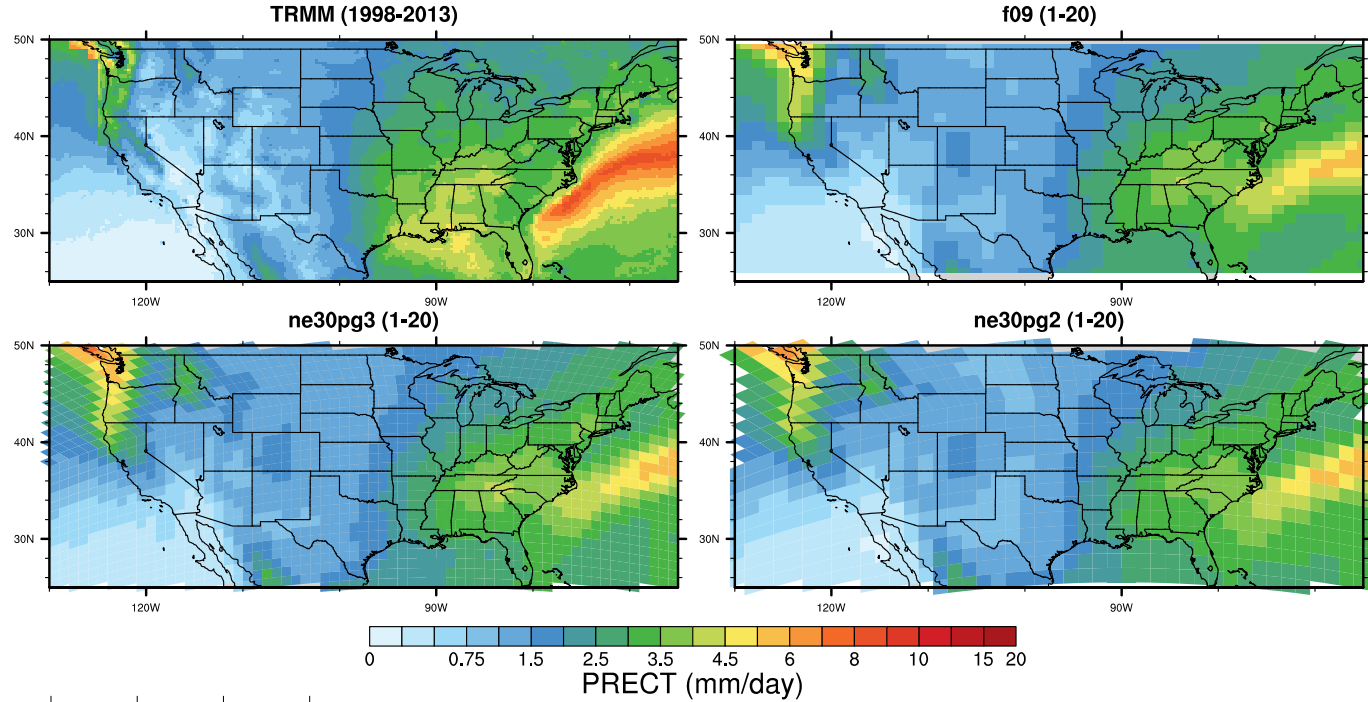 TRMM (1998-2013)
f09 (1-20)
50N
40N
30N
120W
90W
50N
40N
30N
120W
90W
ne30pg3 (1-20)
ne30pg2 (1-20)
50N
40N
30N
120W
90W
50N
40N
30N
120W
90W
0 0.75 1.5 2.5 3.5 4.5 6 8 10 15 20
PRECT (mm/day)